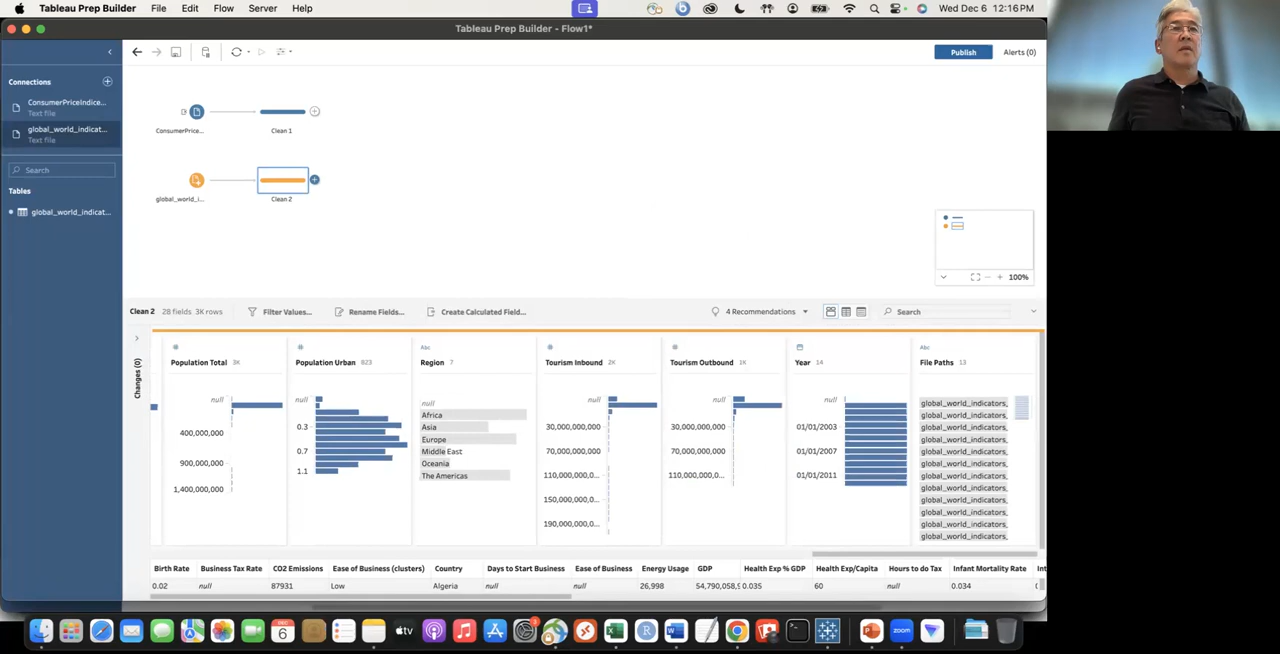 Tableau Prep Builder File Edit Flow Server Help
Wed Dec 6 12:16 PM
Tableau Prep Builder - Flow1*
Publish
Alerts (0)
Connections
ConsumerPriceIndice...
Text file
global_world_indicat...
Text file
Search
Tables
global_world_indicat...
ConsumerPrice...
Clean 1
global_world_i...
Clean 2
100%
Clean 2 28 fields 3K rows
Filter Values...
Rename Fields...
Create Calculated Field...
4 Recommendations
Search
Changes (0)
Population Total 3K
null
400,000,000
900,000,000
1,400,000,000
Population Urban 823
null
0.3
0.7
1.1
Abc
Region 7
null
Africa
Asia
Europe
Middle East
Oceania
The Americas
Tourism Inbound 2K
null
30,000,000,000
70,000,000,000
110,000,000,0...
150,000,000,0...
190,000,000,0...
Tourism Outbound 1K
null
30,000,000,000
70,000,000,000
110,000,000,0...
Year 14
null
01/01/2003
01/01/2007
01/01/2011
Abc
File Paths 13
global_world_indicators,
global_world_indicators,
global_world_indicators,
global_world_indicators,
global_world_indicators,
global_world_indicators,
global_world_indicators,
global_world_indicators,
global_world_indicators,
global_world_indicators,
global_world_indicators,
global_world_indicators,
Birth Rate Business Tax Rate CO2 Emissions Ease of Business (clusters) Country Days to Start Business Ease of Business Energy Usage GDP Health Exp % GDP Health Exp/Capita Hours to do Tax Infant Mortality Rate Int
0.02 null 87931 Low Algeria null null 26,998 54,790,058,9 0.035 60 null 0.034
DEC
6
tv
zoom